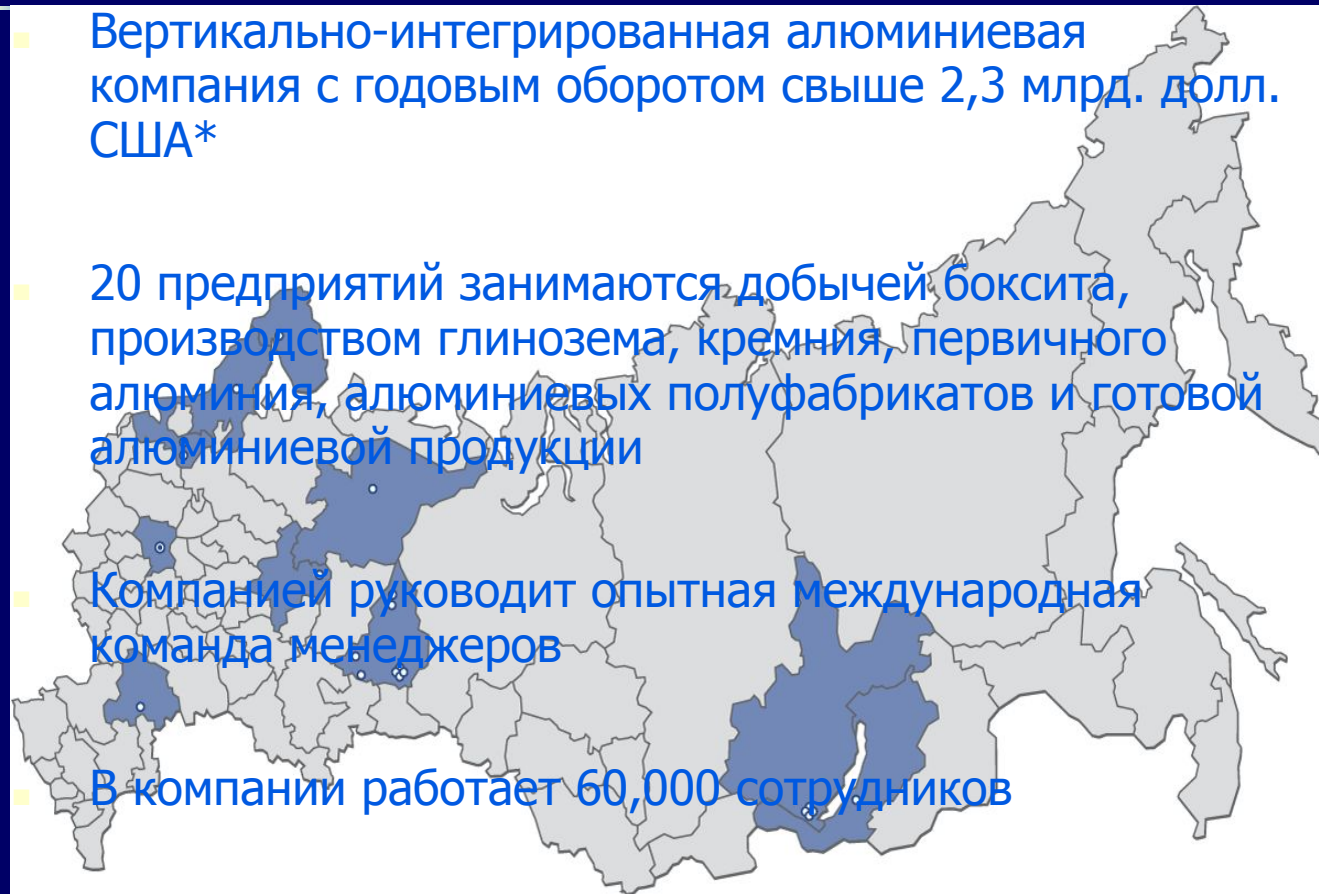 Вертикально-интегрированная алюминиевая
компания с годовым оборотом свыше 2,3 млрд. долл.
США*
20 предприятий занимаются добычей боксита,
производством глинозема, кремния, первичного
алюминия, алюминиевых полуфабрикатов и готовой
алюминиевой продукции
Компанией руководит опытная международная
команда менеджеров
В компании работает 60,000 сотрудников